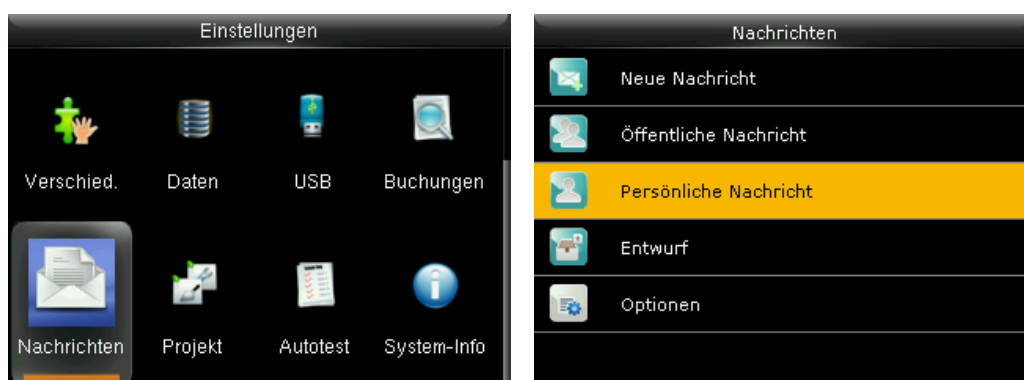 Einstellungen
Verschied.
Daten
USB
Buchungen
Nachrichten
Projekt
Autotest
System-Info
Nachrichten
Neue Nachricht
Öffentliche Nachricht
Persönliche Nachricht
Entwurf
Optionen